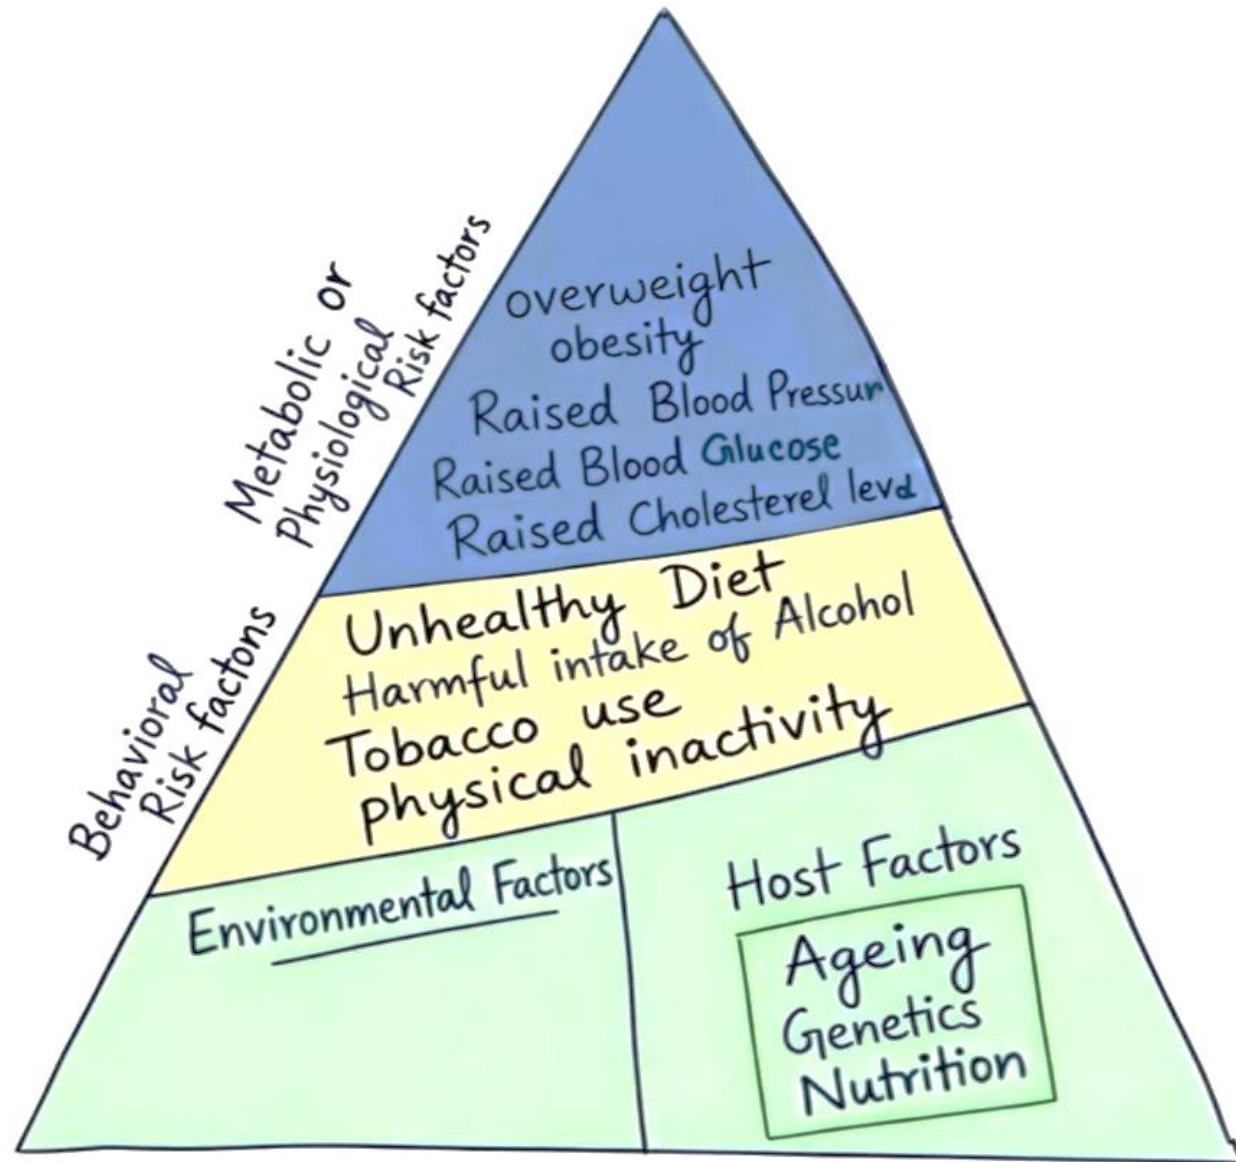 Metabolic or
Physiological
Risk factors
overweight
obesity
Raised Blood Pressur
Raised Blood Glucose
Raised Cholesterel level
Behavioral
Risk factons
Unhealthy Diet
Harmful intake of Alcohol
Tobacco use
physical inactivity
Environmental Factors
Host Factors
Ageing
Genetics
Nutrition